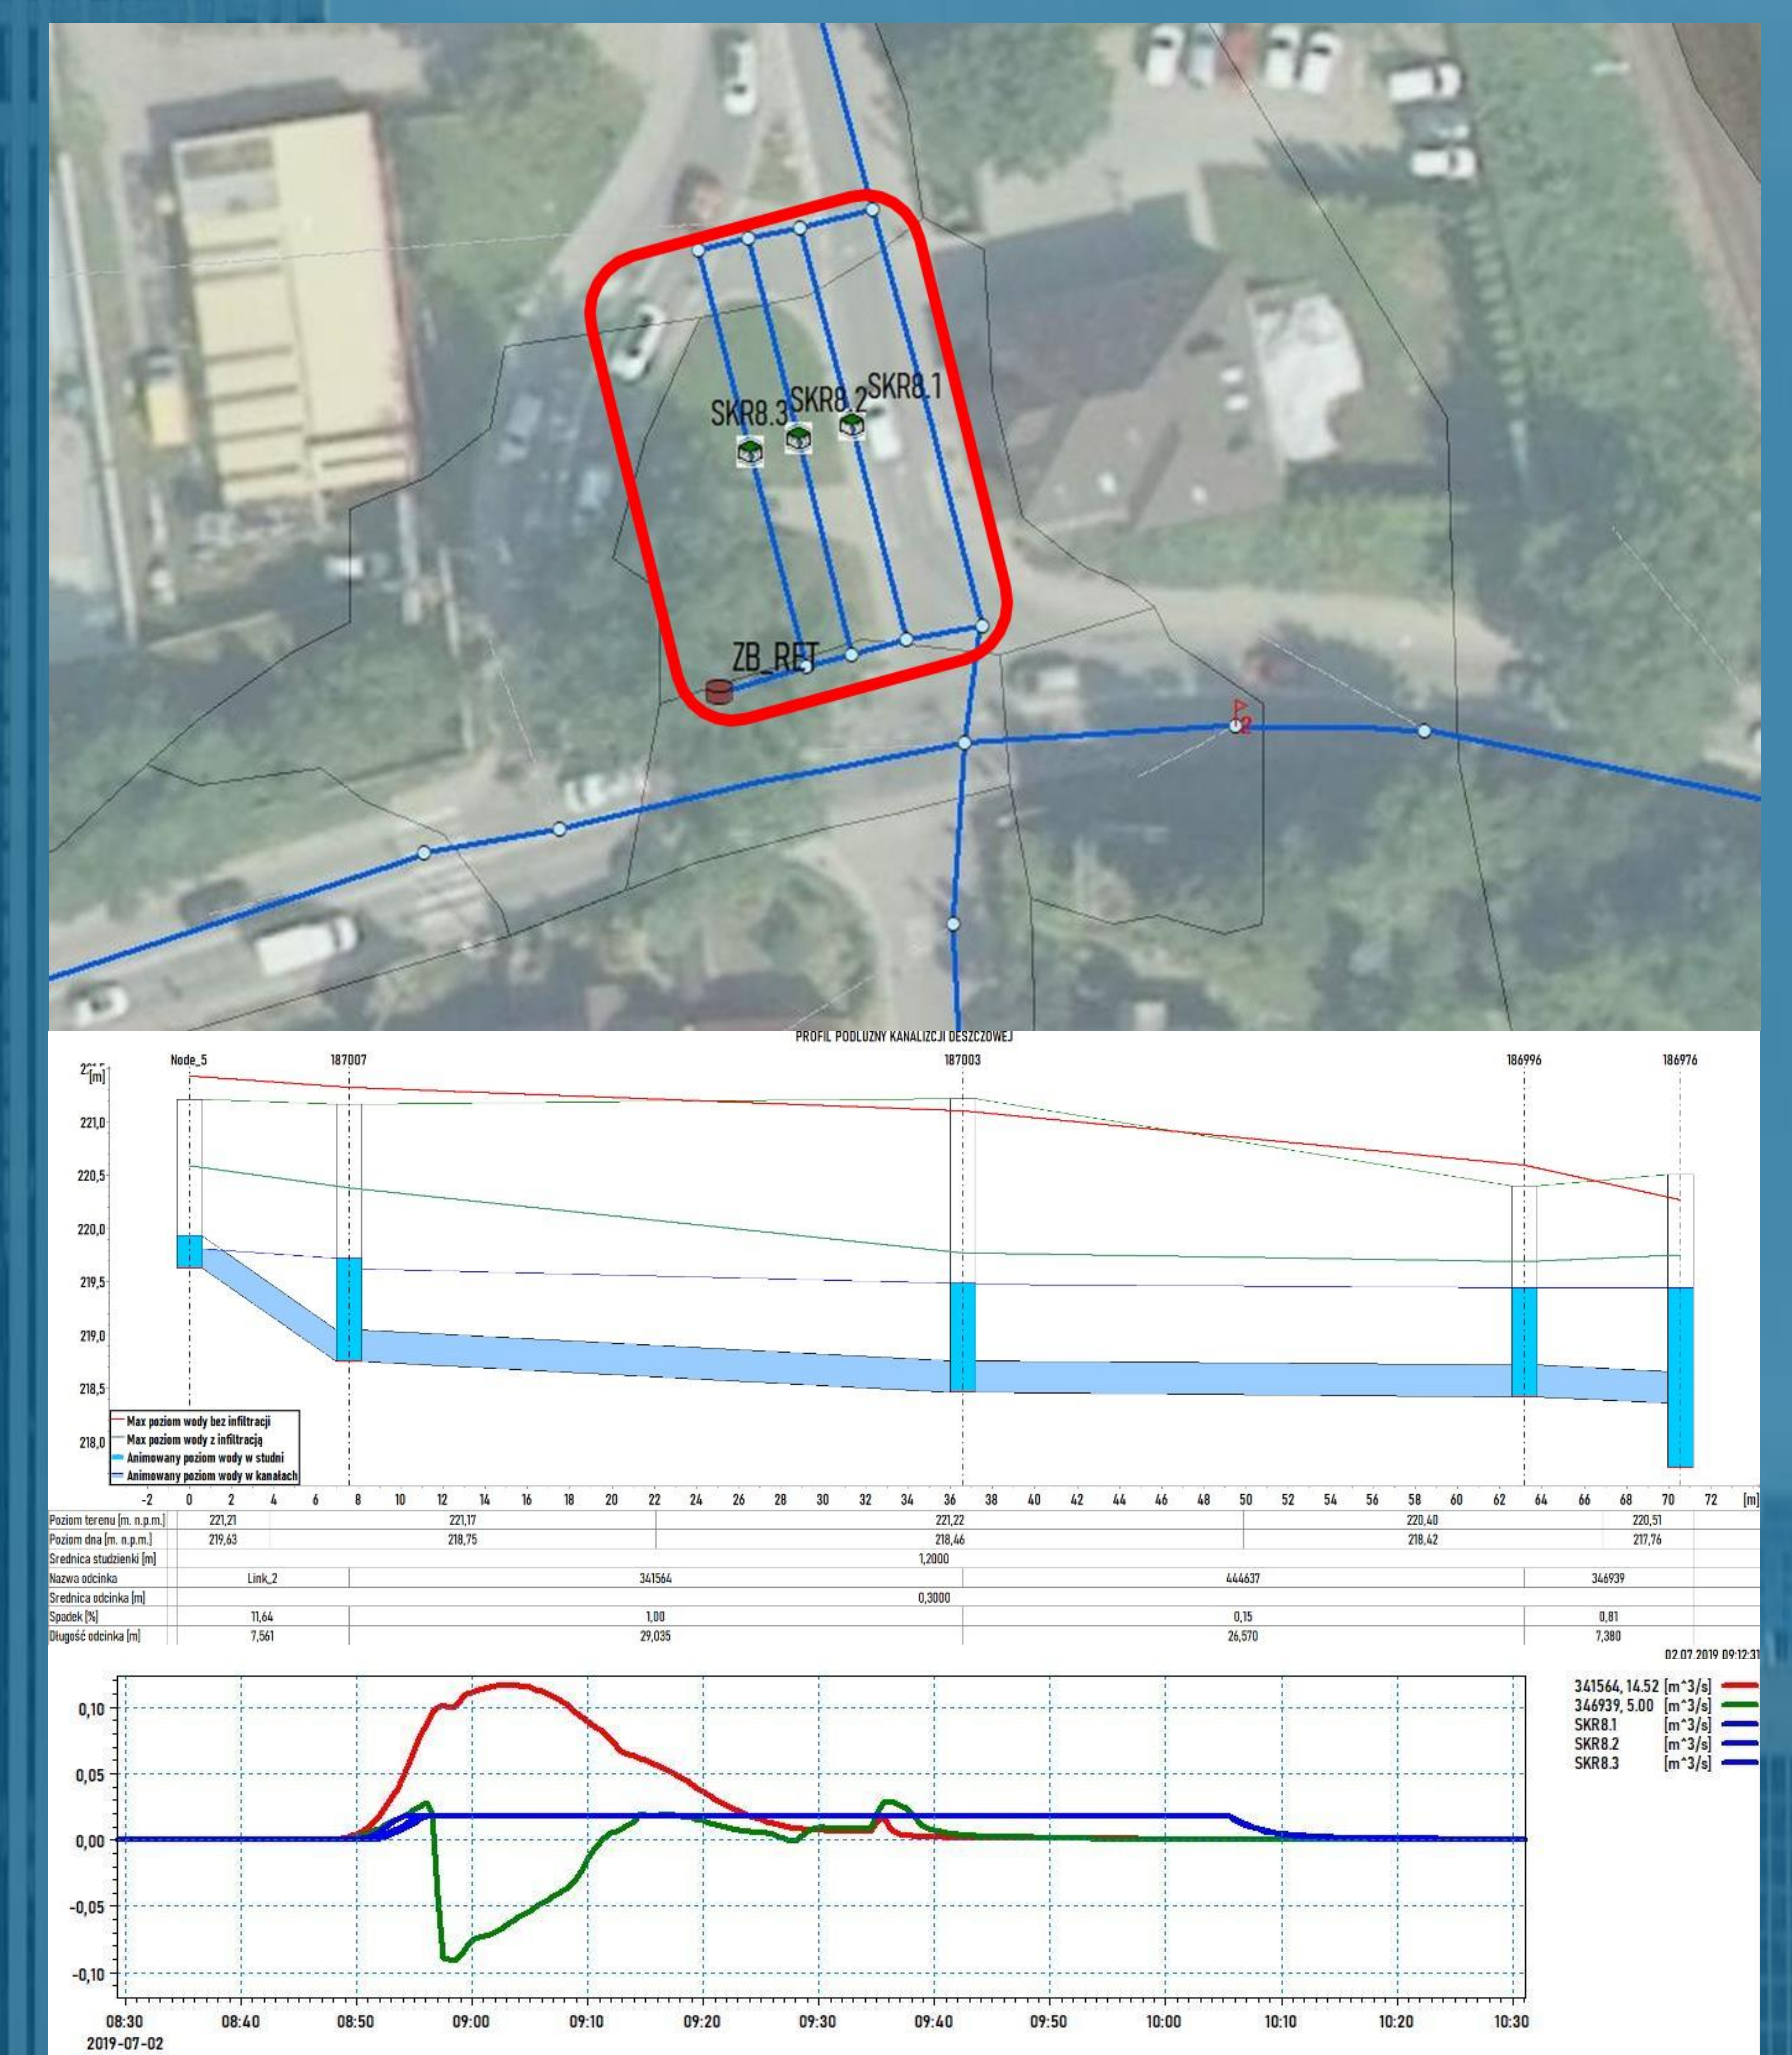 SKR8.1
SKR8.2
SKR8.3
ZB_RET
2
PROFIL PODŁUŻNY KANALIZCJI DESZCZOWEJ
Node_5 187007 187003 186996 186976
[m]
221,0
220,5
220,0
219,5
219,0
218,5
218,0
Max poziom wody bez infiltracji
Max poziom wody z infiltracją
Animowany poziom wody w studni
Animowany poziom wody w kanałach
-2 0 2 4 6 8 10 12 14 16 18 20 22 24 26 28 30 32 34 36 38 40 42 44 46 48 50 52 54 56 58 60 62 64 66 68 70 72 [m]
Poziom terenu [m. n.p.m.] 221,21 221,17 221,22 220,40 220,51
Poziom dna [m. n.p.m.] 219,63 218,75 218,46 218,42 217,76
Srednica studzienki [m] 1,2000
Nazwa odcinka Link_2 341564 444637 346939
Srednica odcinka [m] 0,3000
Spadek [%] 11,64 1,00 0,15 0,81
Długość odcinka [m] 7,561 29,035 26,570 7,380
02.07.2019 09:12:31
341564, 14.52 [m^3/s]
346939, 5.00 [m^3/s]
SKR8.1 [m^3/s]
SKR8.2 [m^3/s]
SKR8.3 [m^3/s]
0,10
0,05
0,00
-0,05
-0,10
08:30 08:40 08:50 09:00 09:10 09:20 09:30 09:40 09:50 10:00 10:10 10:20 10:30
2019-07-02